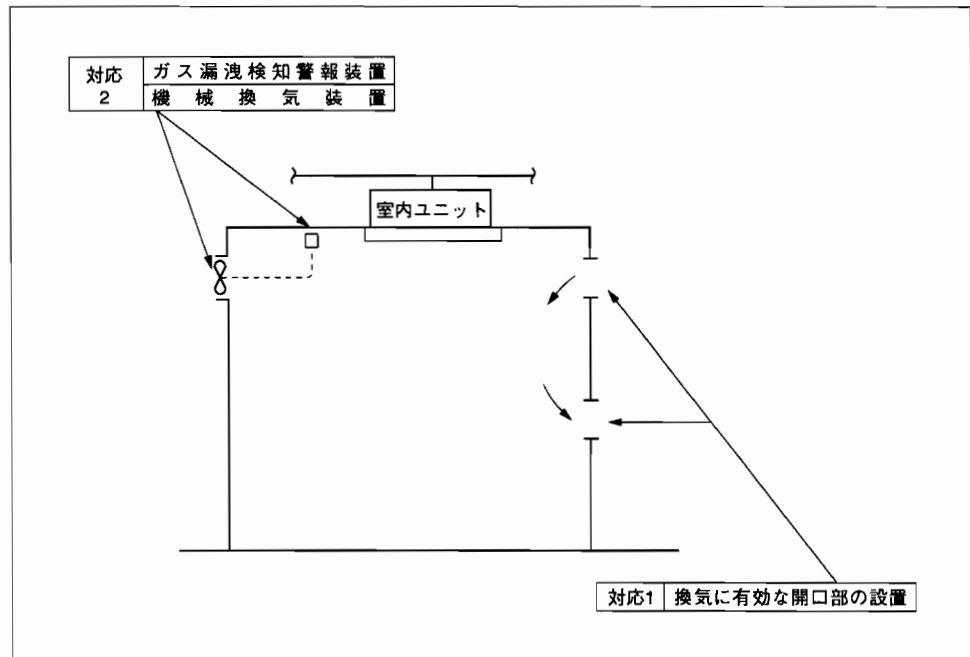 対応
2
ガス漏洩検知警報装置
機械換気装置
室内ユニット
対応1 換気に有効な開口部の設置